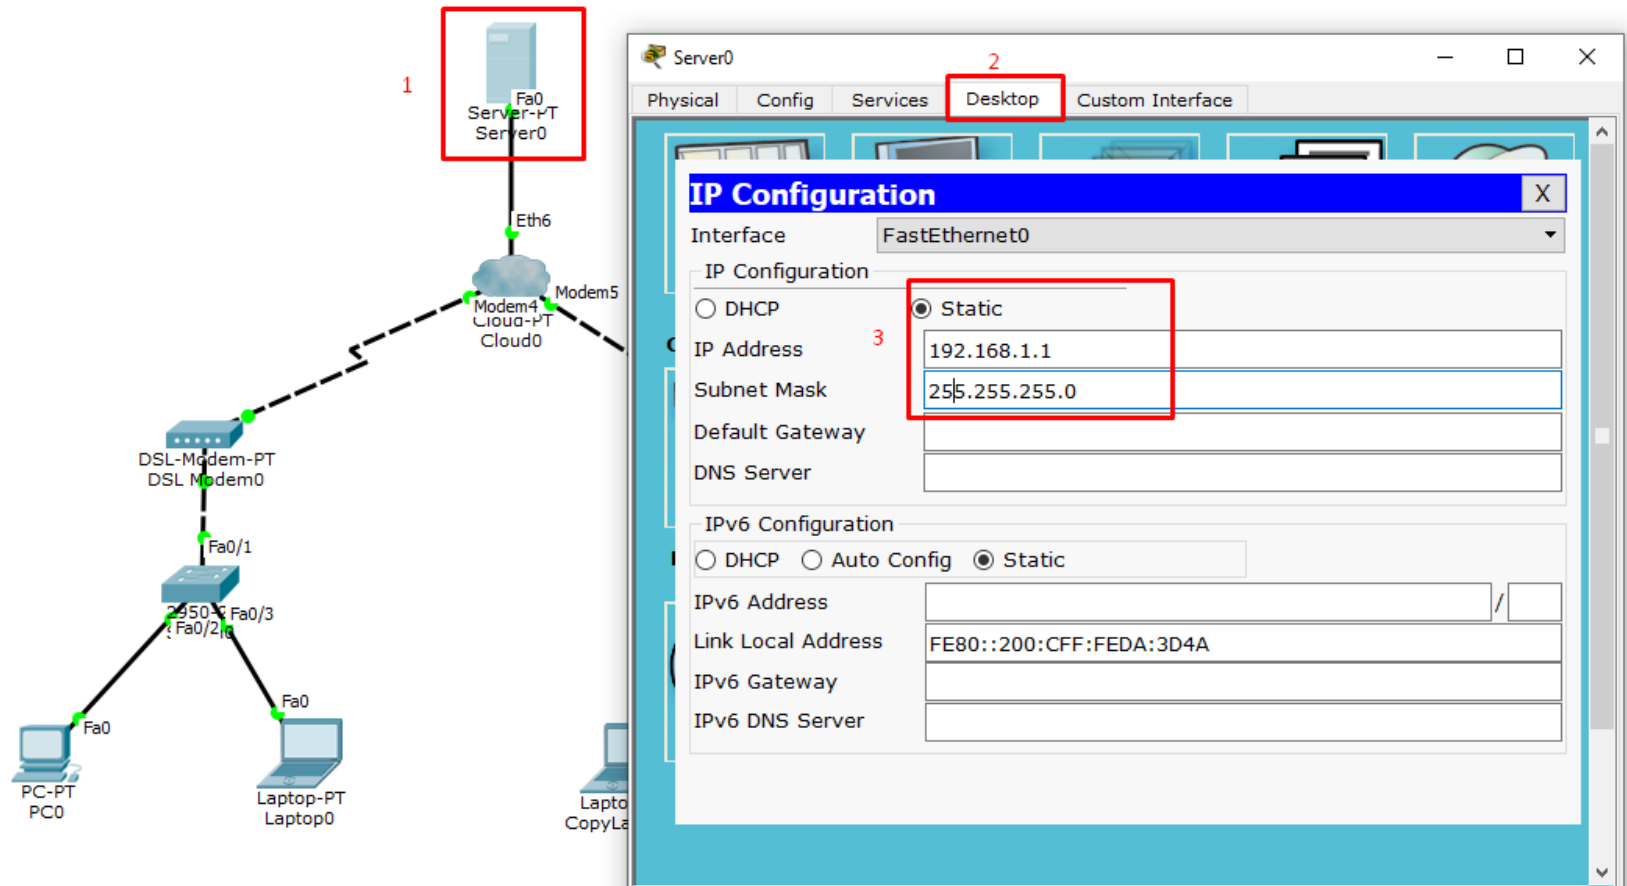 1
Fa0
Server-PT
Server0
Eth6
Modem4
Modem5
Cloud-PT
Cloud0
DSL-Modem-PT
DSL Modem0
Fa0/1
2950-
Fa0/2
Fa0/3
Fa0
Fa0
PC-PT
PC0
Laptop-PT
Laptop0
Lapto
CopyLa
Server0
2
Physical
Config
Services
Desktop
Custom Interface
IP Configuration
X
Interface
FastEthernet0
IP Configuration
DHCP
Static
3
IP Address
192.168.1.1
Subnet Mask
255.255.255.0
Default Gateway
DNS Server
IPv6 Configuration
DHCP
Auto Config
Static
IPv6 Address
/
Link Local Address
FE80::200:CFF:FEDA:3D4A
IPv6 Gateway
IPv6 DNS Server